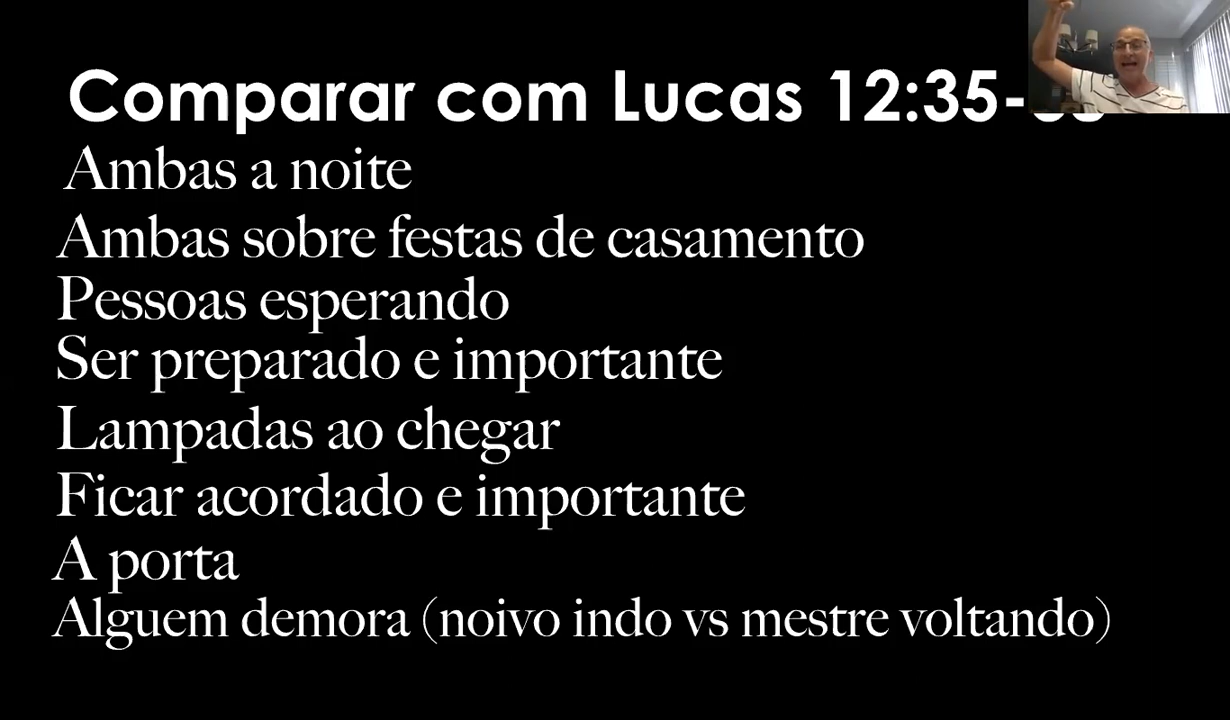 Comparar com Lucas 12:35-
Ambas a noite
Ambas sobre festas de casamento
Pessoas esperando
Ser preparado e importante
Lampadas ao chegar
Ficar acordado e importante
A porta
Alguem demora (noivo indo vs mestre voltando)